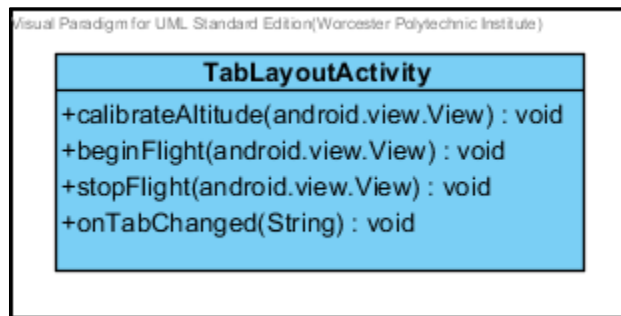 Visual Paradigm for UML Standard Edition(Worcester Polytechnic Institute)
TabLayoutActivity
+calibrateAltitude(android.view.View) : void
+beginFlight(android.view.View) : void
+stopFlight(android.view.View) : void
+onTabChanged(String) : void